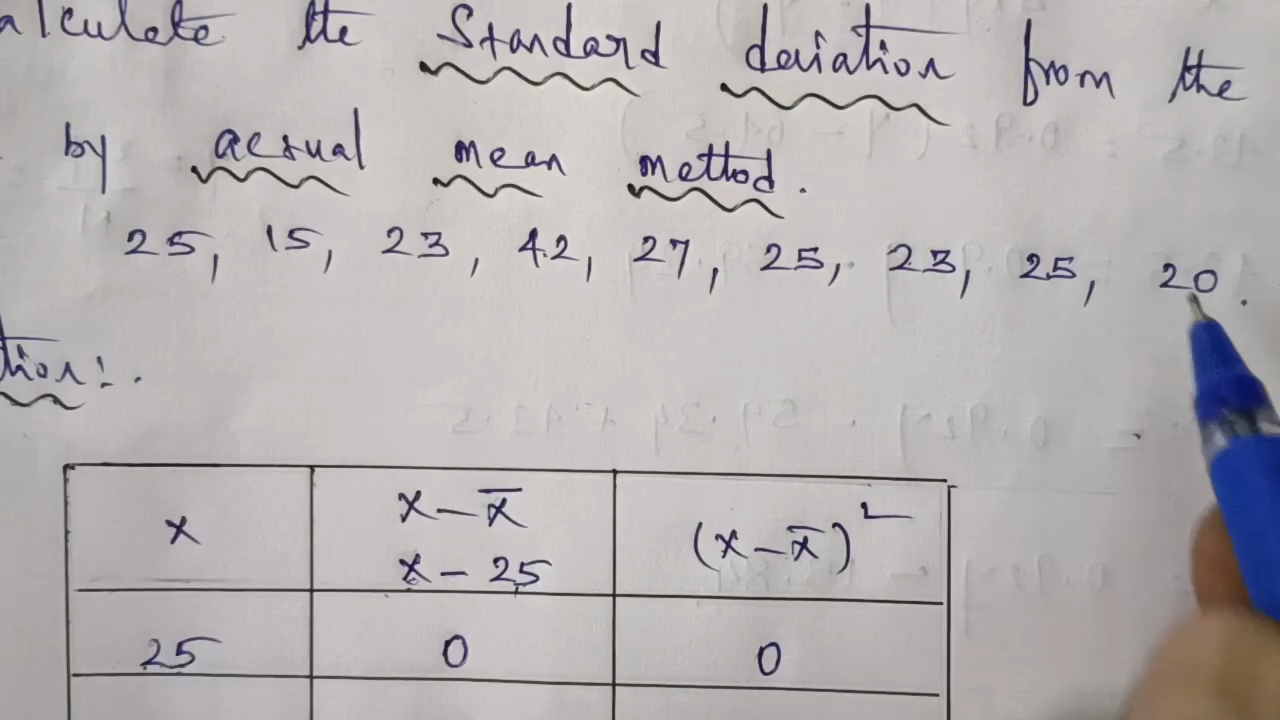 alculate the Standard deviation from the
by actual mean method.
25, 15, 23, 42, 27, 25, 23, 25, 20.
tion:.
x
x - x̄
x - 25
(x - x̄)²
25 0 0